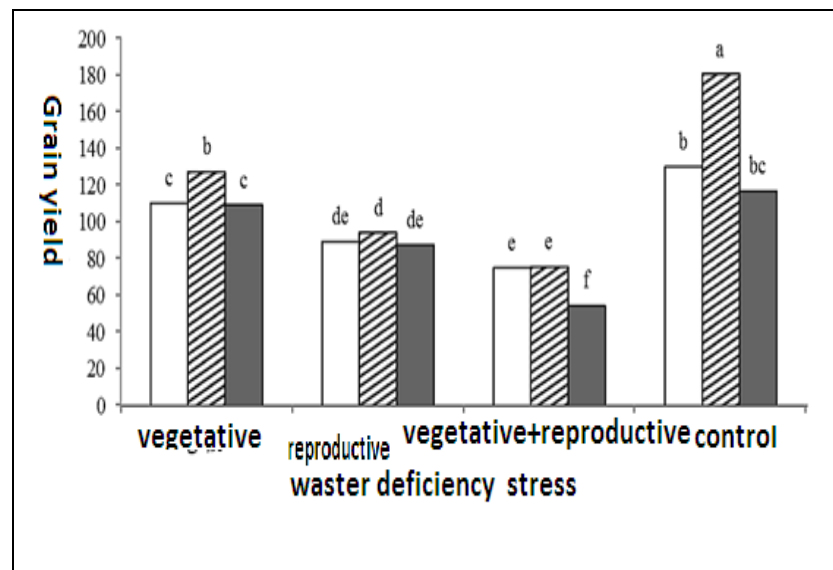 200
180
160
140
120
100
80
60
40
20
0
Grain yield
c b c
de d de
e e f
b a bc
vegetative reproductive vegetative+reproductive control
waster deficiency stress